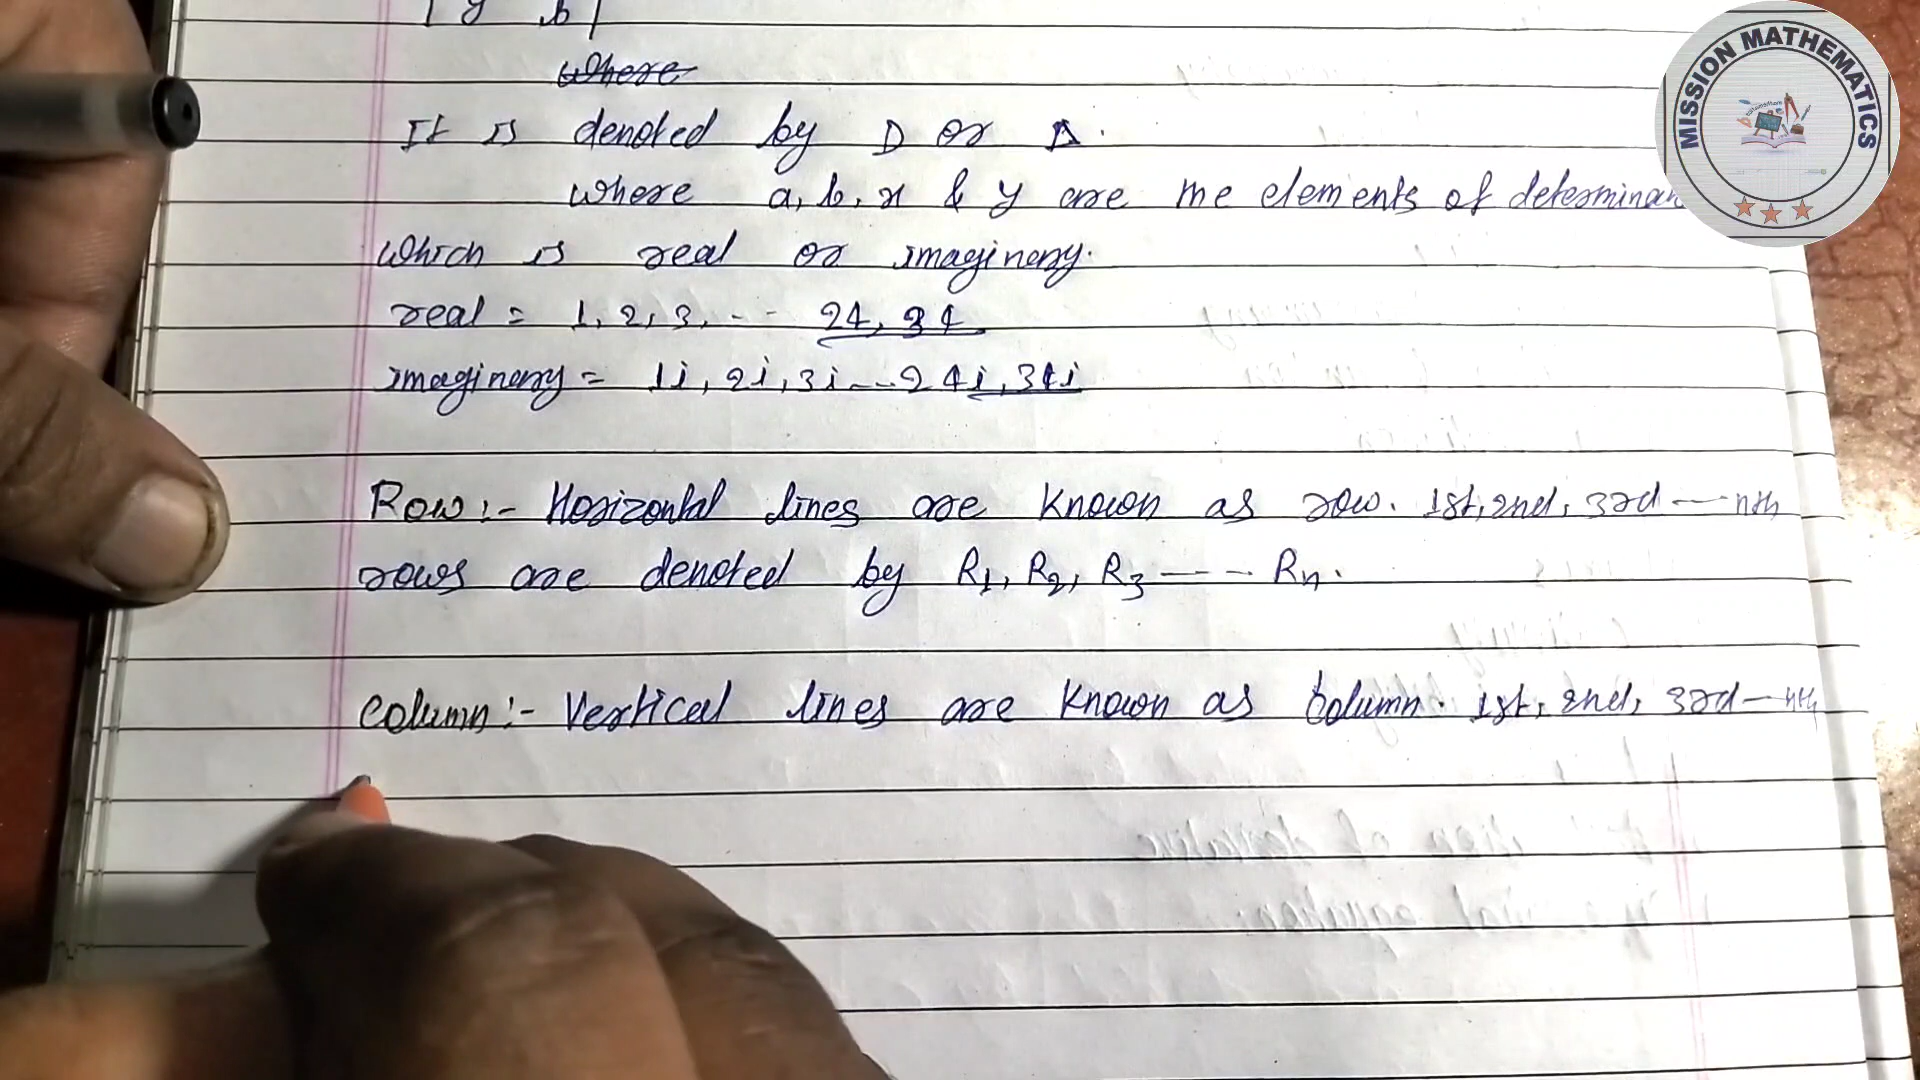 | y b |
where
It is denoted by D or Δ.
where a, b, x & y are the elements of determinan
which is real or imaginary.
real = 1, 2, 3, -- 24, 34
imaginary = 1i, 2i, 3i -- 24i, 34i
Row :- Horizontal lines are known as row. 1st, 2nd, 3rd --- nth
rows are denoted by R1, R2, R3 --- Rn.
Column :- Vertical lines are known as Column. 1st, 2nd, 3rd -- nth
MISSION MATHEMATICS